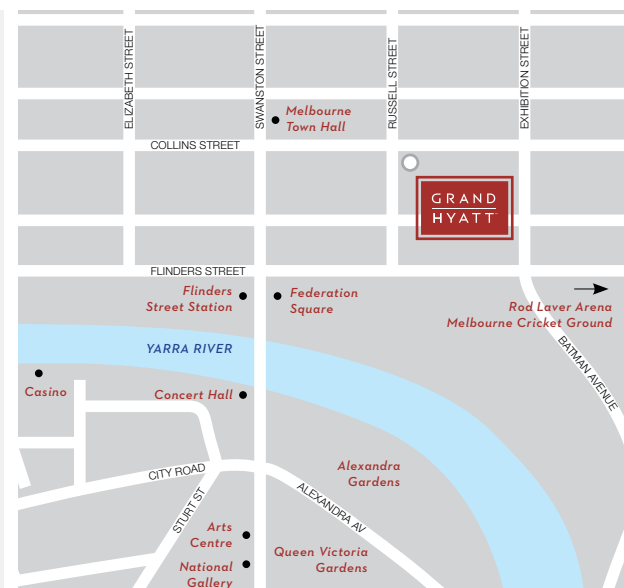 ELIZABETH STREET
SWANSTON STREET
RUSSELL STREET
EXHIBITION STREET
Melbourne
Town Hall
COLLINS STREET
GRAND
HYATT
FLINDERS STREET
Flinders
Street Station
Federation
Square
Rod Laver Arena
Melbourne Cricket Ground
YARRA RIVER
BATMAN AVENUE
Casino
Concert Hall
CITY ROAD
Alexandra
Gardens
STURT ST
ALEXANDRA AV
Arts
Centre
Queen Victoria
Gardens
National
Gallery